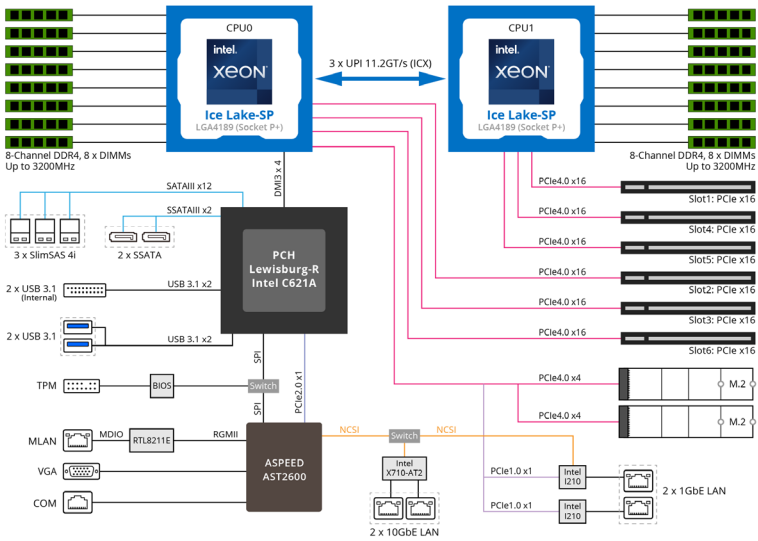 CPU0
intel.
XEON
Ice Lake-SP
LGA4189 (Socket P+)
3 x UPI 11.2GT/s (ICX)
CPU1
intel.
XEON
Ice Lake-SP
LGA4189 (Socket P+)
8-Channel DDR4, 8 x DIMMs
Up to 3200MHz
8-Channel DDR4, 8 x DIMMs
Up to 3200MHz
DMI3 x 4
SATAIII x12
SSATAIII x2
3 x SlimSAS 4i
2 x SSATA
PCH
Lewisburg-R
Intel C621A
2 x USB 3.1
(Internal)
USB 3.1 x2
2 x USB 3.1
USB 3.1 x2
PCIe4.0 x16
Slot1: PCIe x16
PCIe4.0 x16
Slot4: PCIe x16
PCIe4.0 x16
Slot5: PCIe x16
PCIe4.0 x16
Slot2: PCIe x16
PCIe4.0 x16
Slot3: PCIe x16
PCIe4.0 x16
Slot6: PCIe x16
SPI
PCIe2.0 x1
TPM
BIOS
Switch
SPI
PCIe4.0 x4
M.2
PCIe4.0 x4
M.2
MLAN
MDIO
RTL8211E
RGMII
VGA
COM
ASPEED
AST2600
NCSI
Switch
NCSI
Intel
X710-AT2
2 x 10GbE LAN
PCIe1.0 x1
Intel
I210
PCIe1.0 x1
Intel
I210
2 x 1GbE LAN